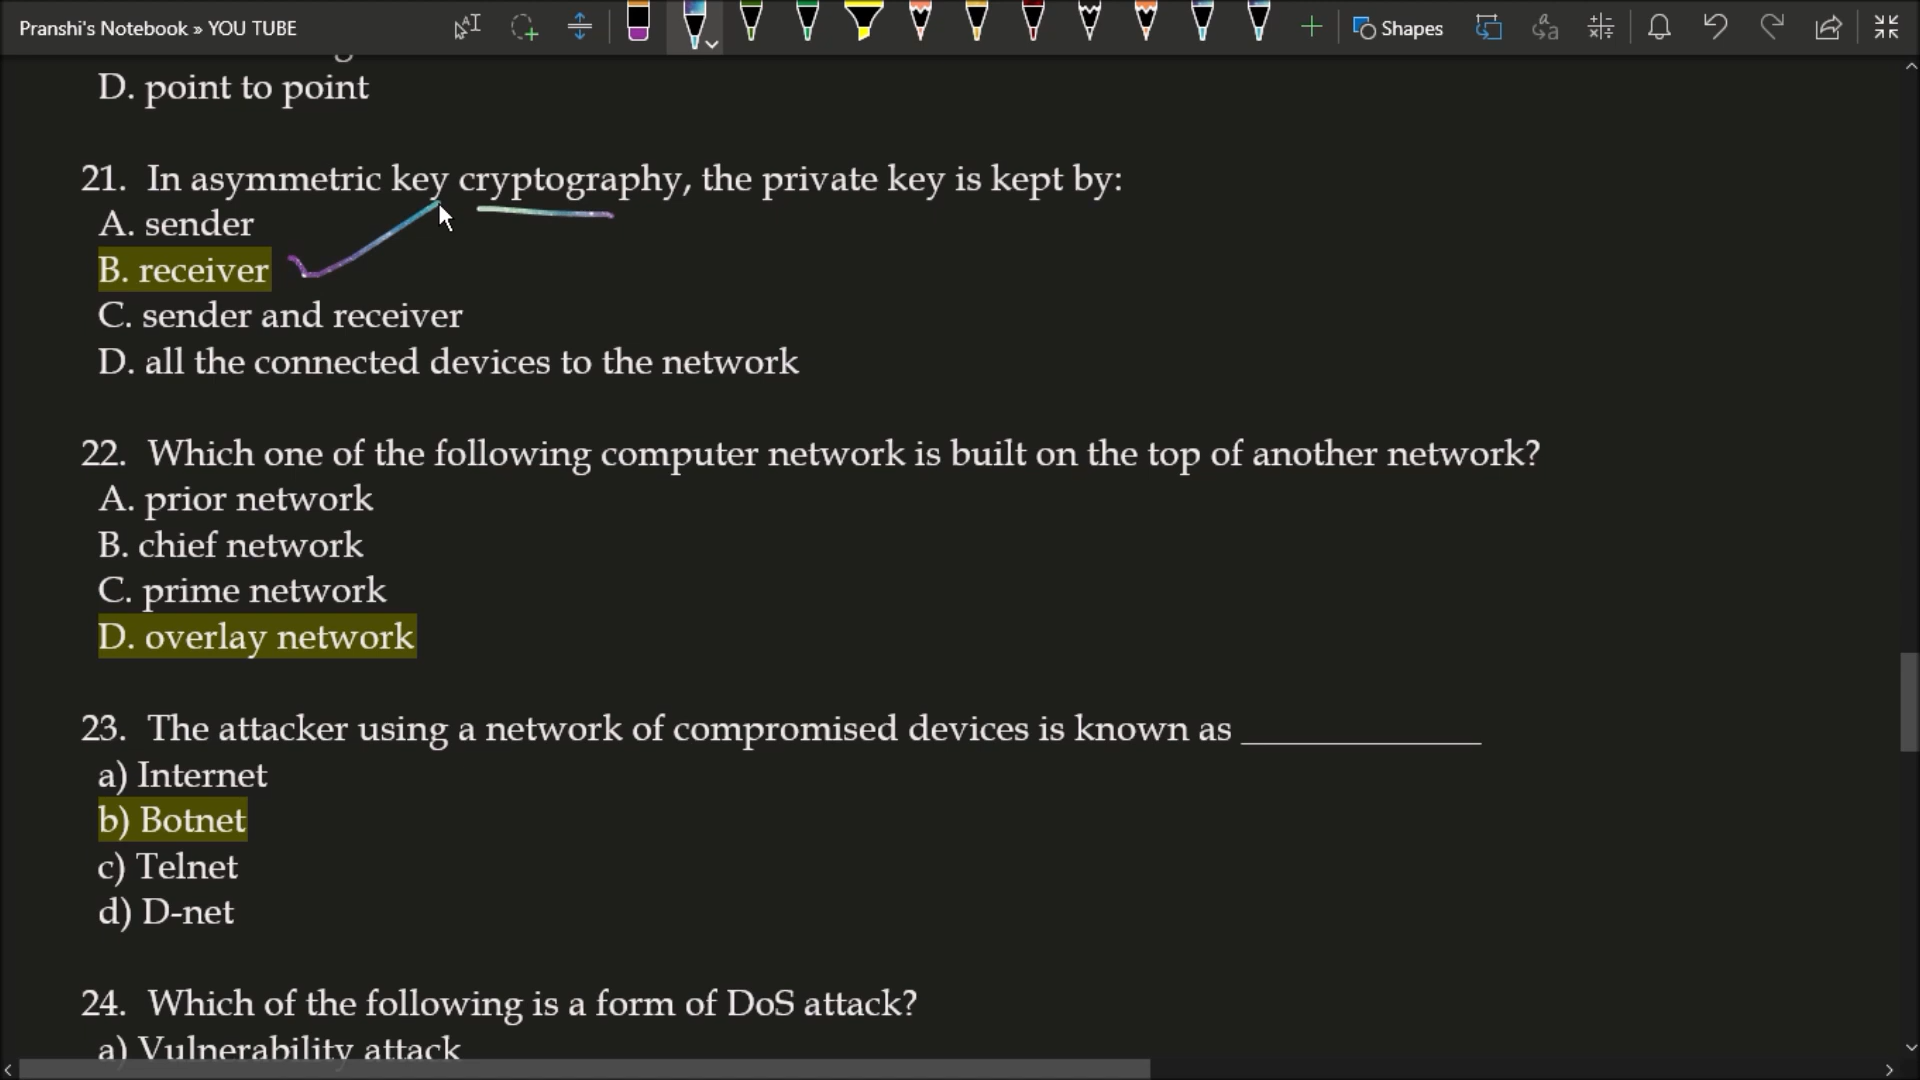 Pranshi's Notebook » YOU TUBE
Shapes
D. point to point
21. In asymmetric key cryptography, the private key is kept by:
A. sender
B. receiver
C. sender and receiver
D. all the connected devices to the network
22. Which one of the following computer network is built on the top of another network?
A. prior network
B. chief network
C. prime network
D. overlay network
23. The attacker using a network of compromised devices is known as ______________
a) Internet
b) Botnet
c) Telnet
d) D-net
24. Which of the following is a form of DoS attack?
a) Vulnerability attack